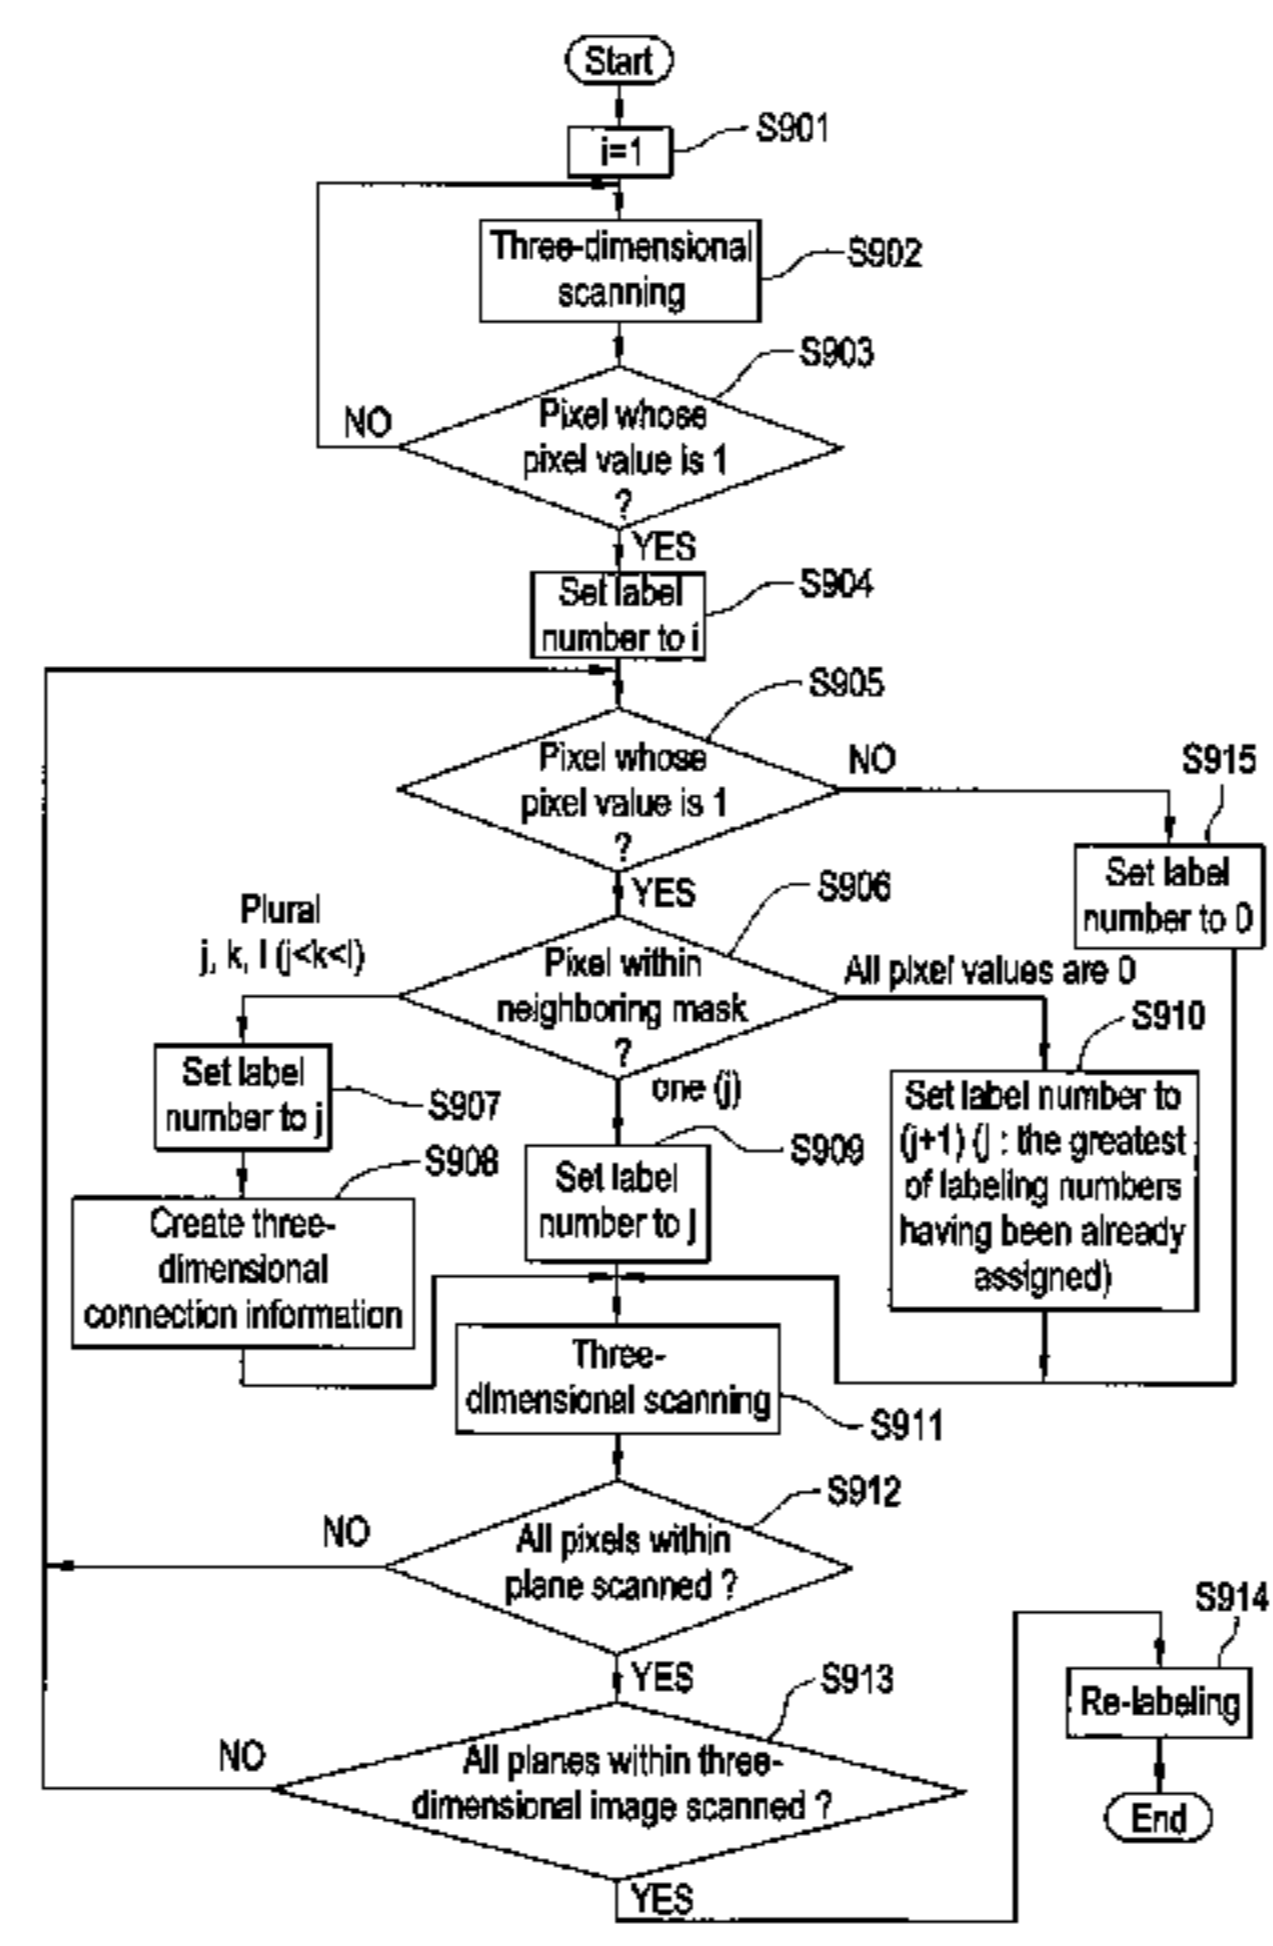 Start
S901
i=1
Three-dimensional
scanning
S902
S903
Pixel whose
pixel value is 1
?
NO
YES
Set label
number to i
S904
S905
Pixel whose
pixel value is 1
?
NO
S915
Set label
number to 0
YES
S906
Plural
j, k, l (j<k<l)
Pixel within
neighboring mask
?
All pixel values are 0
S910
Set label
number to j
S907
one (j)
Set label number to
(j+1) (j : the greatest
of labeling numbers
having been already
assigned)
S908
Create three-
dimensional
connection information
S909
Set label
number to j
Three-
dimensional scanning
S911
S912
All pixels within
plane scanned ?
NO
YES
S913
All planes within three-
dimensional image scanned ?
NO
YES
S914
Re-labeling
End